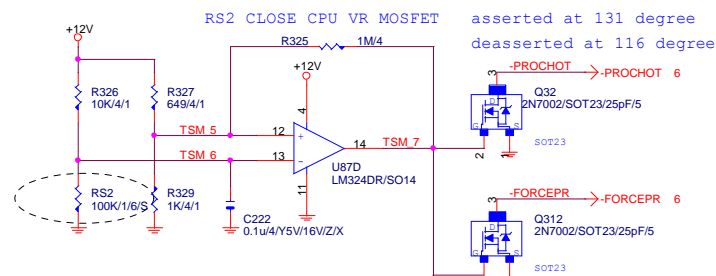 RS2 CLOSE CPU VR MOSFET
asserted at 131 degree
deasserted at 116 degree
+12V
R325
1M/4
R326
10K/4/1
R327
649/4/1
+12V
4
TSM_5
12
+
TSM_6
13
-
14
TSM_7
U87D
LM324DR/SO14
11
RS2
100K/1/6/S
R329
1K/4/1
C222
0.1u/4/Y5V/16V/Z/X
3
-PROCHOT
-PROCHOT 6
Q32
2N7002/SOT23/25pF/5
D
G
S
2
1
SOT23
3
-FORCEPR
-FORCEPR 6
Q312
2N7002/SOT23/25pF/5
D
G
S
SOT23